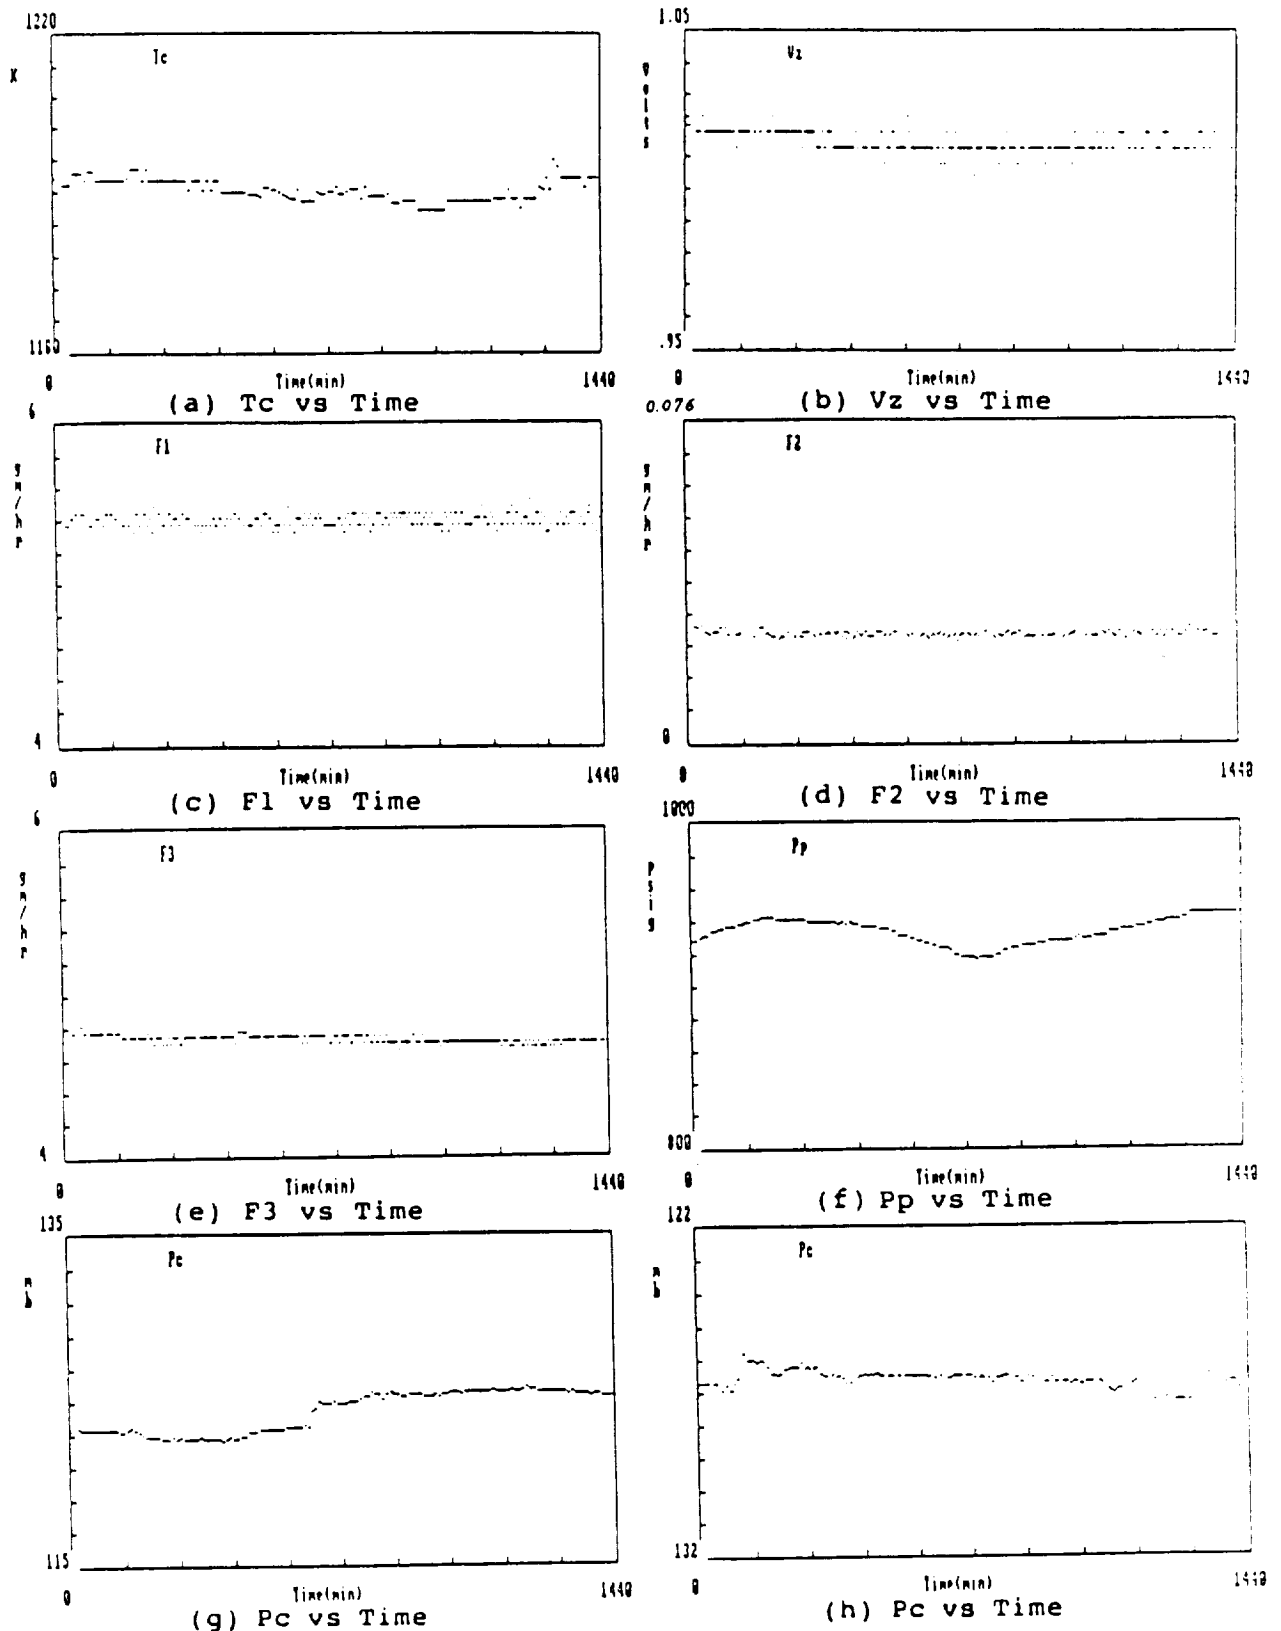 1220
Tc
K
1160
0
Time(min)
1440
(a) Tc vs Time
1.05
Vz
Volts
.95
0
Time(min)
1440
(b) Vz vs Time
6
F1
gm/hr
4
0
Time(min)
1440
(c) F1 vs Time
0.076
F2
gm/hr
0
0
Time(min)
1440
(d) F2 vs Time
6
F3
gm/hr
4
0
Time(min)
1440
(e) F3 vs Time
1000
Pp
Psig
800
0
Time(min)
1440
(f) Pp vs Time
135
Pc
mb
115
0
Time(min)
1440
(g) Pc vs Time
122
Pc
mb
132
0
Time(min)
1440
(h) Pc vs Time